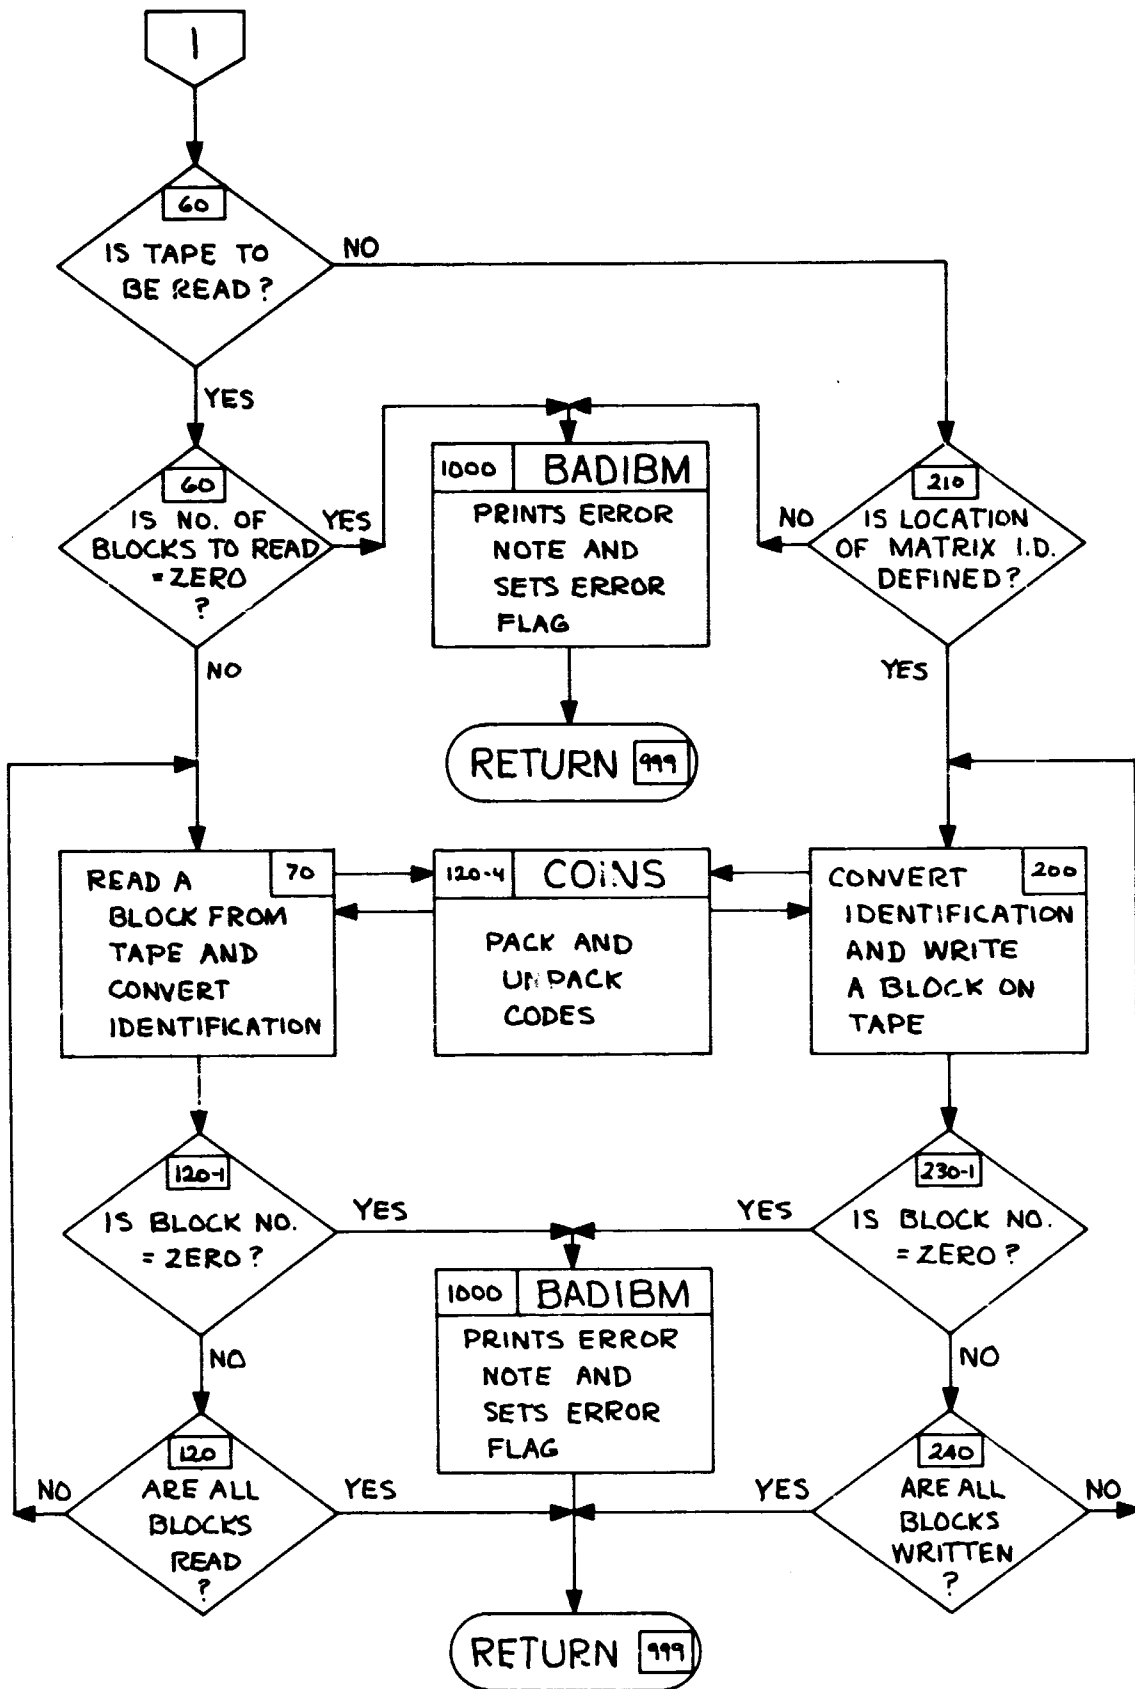 1
60
IS TAPE TO
BE READ?
NO
YES
60
IS NO. OF
BLOCKS TO READ
= ZERO
?
YES
NO
1000 BADIBM
PRINTS ERROR
NOTE AND
SETS ERROR
FLAG
RETURN 999
210
IS LOCATION
OF MATRIX I.D.
DEFINED?
NO
YES
READ A 70
BLOCK FROM
TAPE AND
CONVERT
IDENTIFICATION
120-4 COINS
PACK AND
UNPACK
CODES
CONVERT 200
IDENTIFICATION
AND WRITE
A BLOCK ON
TAPE
120-1
IS BLOCK NO.
= ZERO?
YES
NO
230-1
IS BLOCK NO.
= ZERO?
YES
NO
1000 BADIBM
PRINTS ERROR
NOTE AND
SETS ERROR
FLAG
120
ARE ALL
BLOCKS
READ
?
NO
YES
240
ARE ALL
BLOCKS
WRITTEN
?
YES
NO
RETURN 999